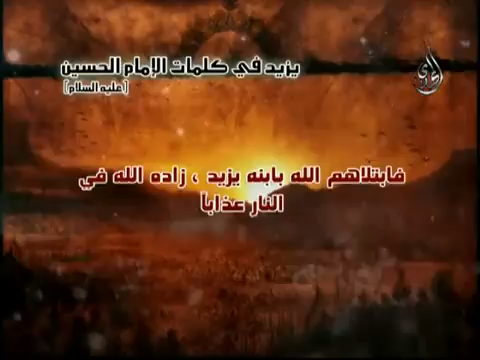 يزيد في كلمات الإمام الحسين
(عليه السلام)
فابتلاهم الله بابنه يزيد ، زاده الله في
النار عذاباً